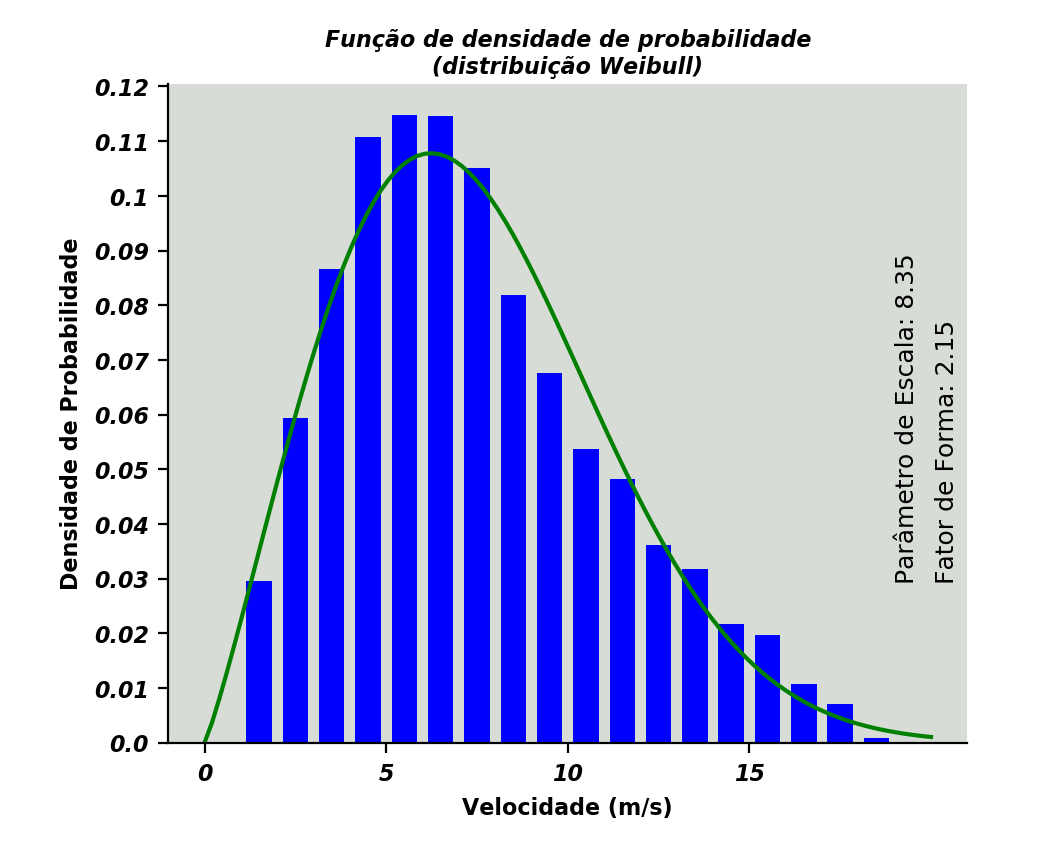 Função de densidade de probabilidade
(distribuição Weibull)
0.12
0.11
0.1
0.09
0.08
0.07
0.06
0.05
0.04
0.03
0.02
0.01
0.0
Densidade de Probabilidade
Parâmetro de Escala: 8.35
Fator de Forma: 2.15
0
5
10
15
Velocidade (m/s)